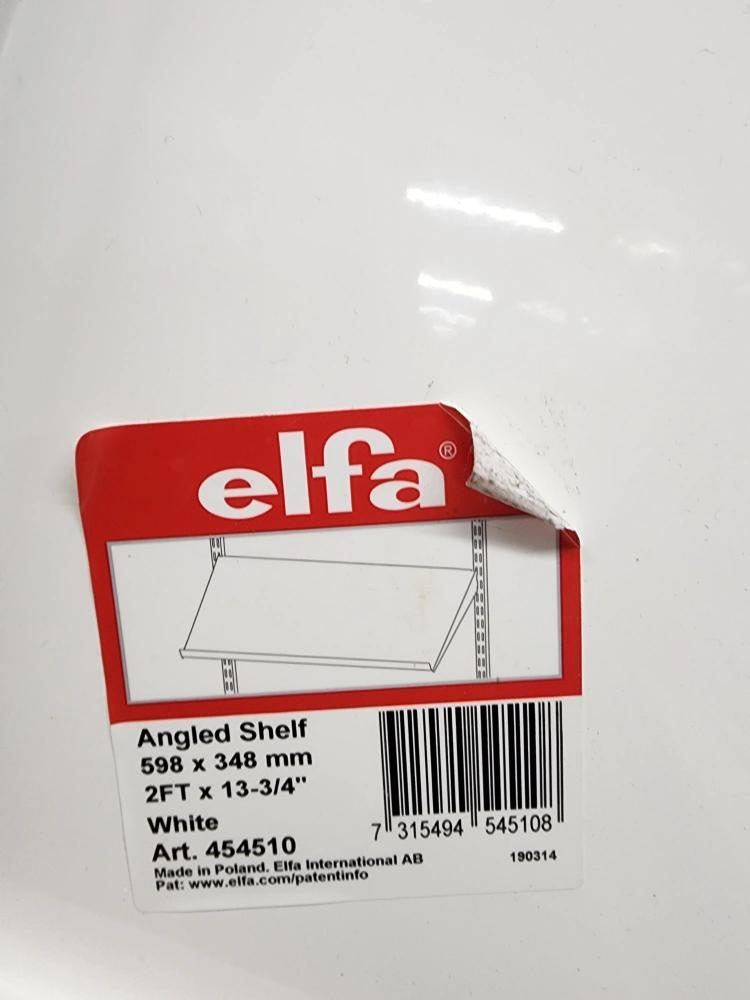 elfa®
Angled Shelf
598 x 348 mm
2FT x 13-3/4"
White
Art. 454510
Made in Poland. Elfa International AB
Pat: www.elfa.com/patentinfo
7 315494 545108
190314